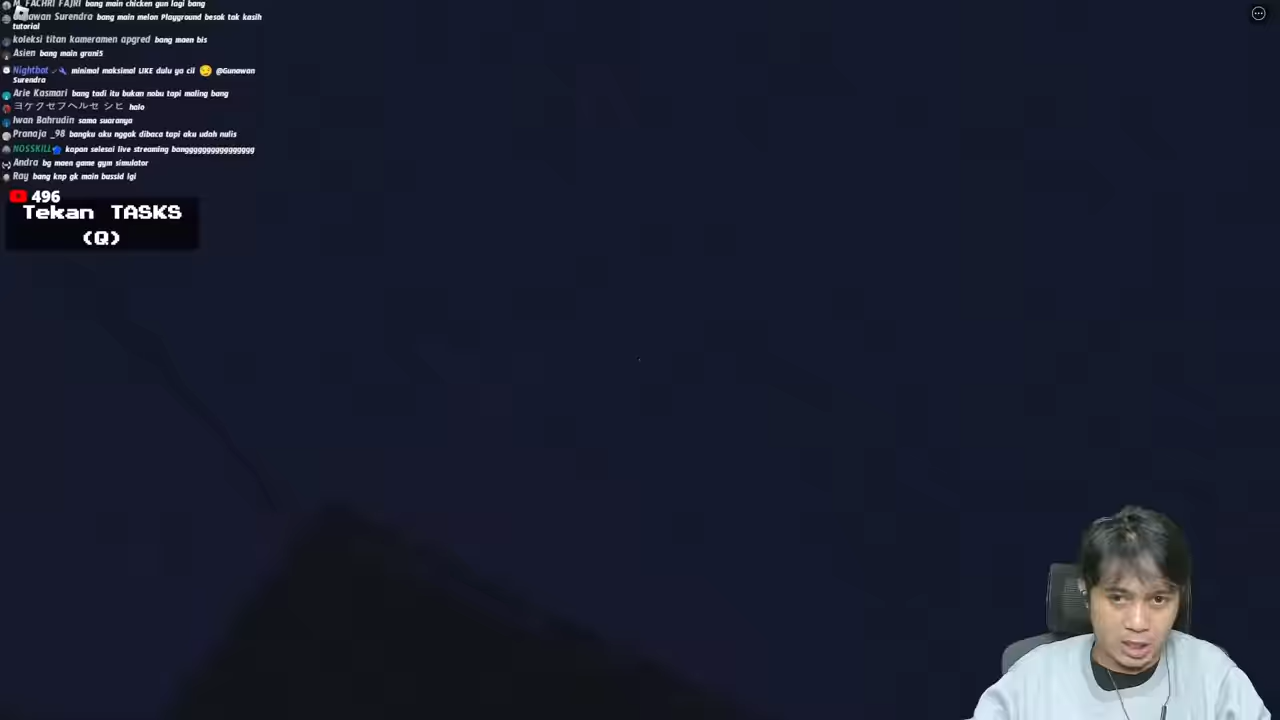 M. FACHRI FAJRI bang main chicken gun lagi bang
Gunawan Surendra bang main melon Playground besok tak kasih
tutorial
koleksi titan kameramen apgred bang maen bis
Asien bang main grani5
Nightbot minimal maksimal LIKE dulu ya cil 😏 @Gunawan
Surendra
Arie Kasmari bang tadi itu bukan nobu tapi maling bang
ヨケクセフヘルセ シヒ halo
Iwan Bahrudin sama suaranya
Pranaja _98 bangku aku nggak dibaca tapi aku udah nulis
NOSSKILL kapan selesai live streaming banggggggggggggggg
Andra bg maen game gym simulator
Ray bang knp gk main bussid lgi
496
Tekan TASKS
(Q)